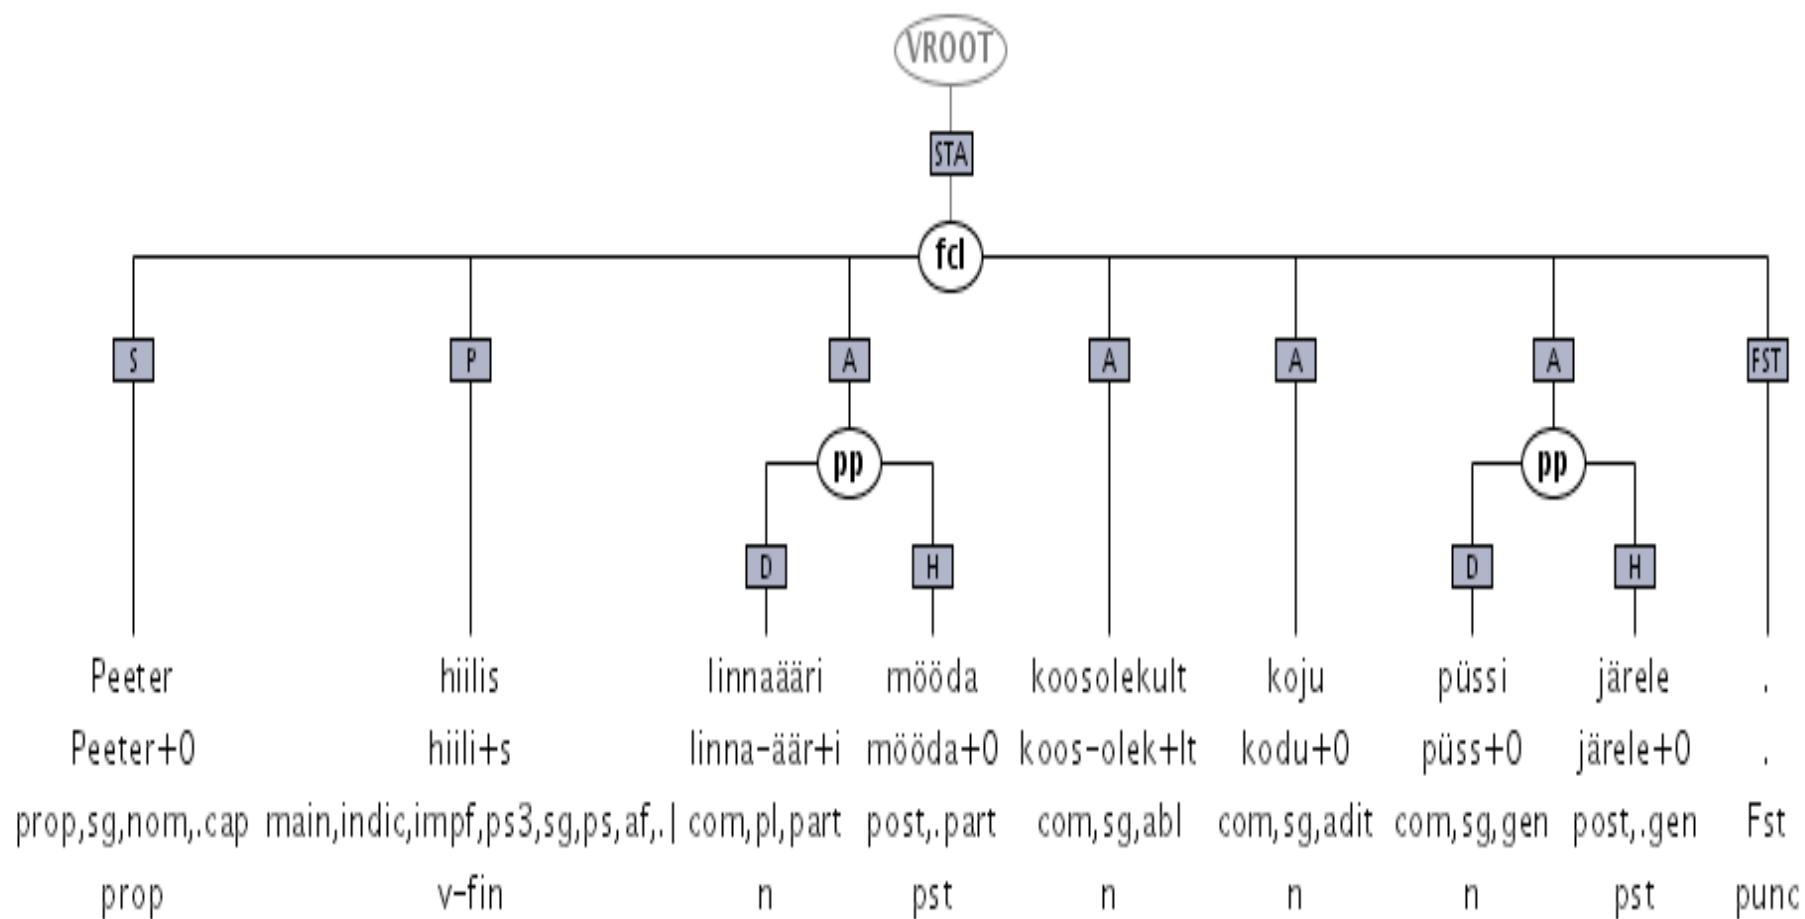 VROOT
STA
fcl
S P A A A A FST
pp pp
D H D H
Peeter hiilis linnaääri mööda koosolekult koju püssi järele .
Peeter+0 hiili+s linna-äär+i mööda+0 koos-olek+lt kodu+0 püss+0 järele+0 .
prop,sg,nom,.cap main,indic,impf,ps3,sg,ps,af,.| com,pl,part post,.part com,sg,abl com,sg,adit com,sg,gen post,.gen Fst
prop v-fin n pst n n n pst punc